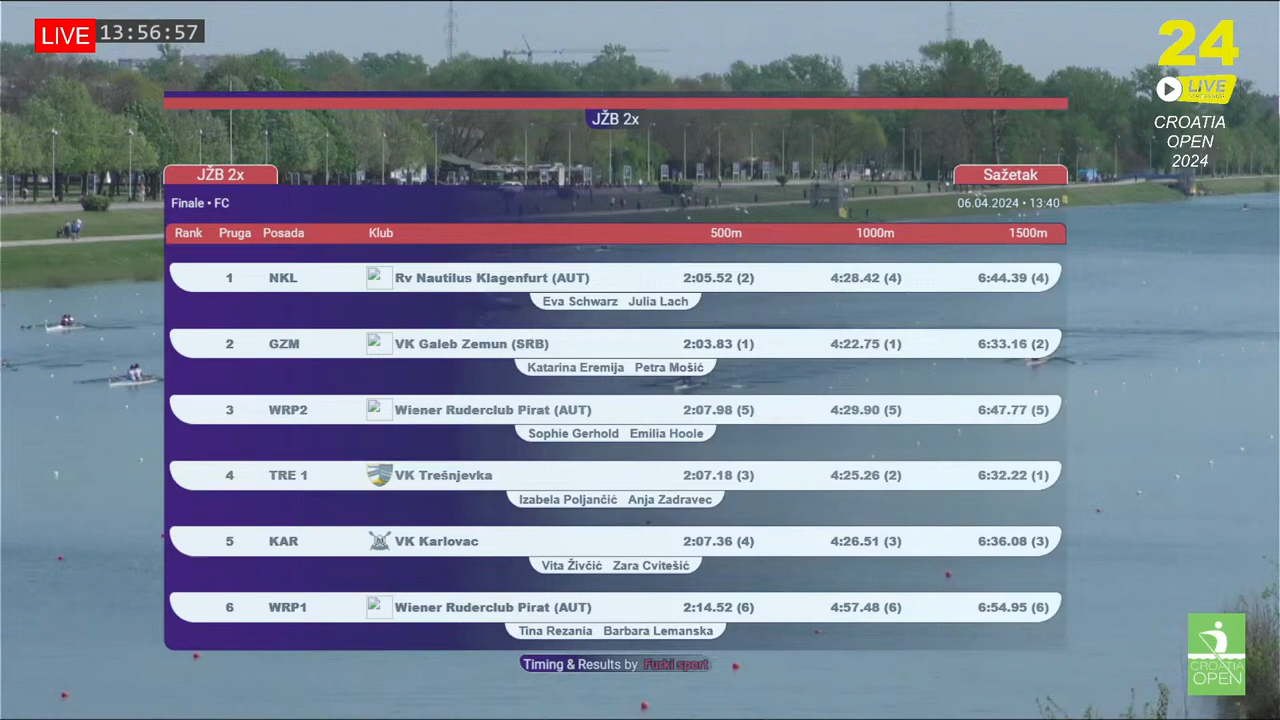 LIVE 13:56:57
24
LIVE
CROATIA
OPEN
2024
JŽB 2x
JŽB 2x Sažetak
Finale • FC 06.04.2024 • 13:40
Rank Pruga Posada Klub 500m 1000m 1500m
1 NKL Rv Nautilus Klagenfurt (AUT) 2:05.52 (2) 4:28.42 (4) 6:44.39 (4)
Eva Schwarz Julia Lach
2 GZM VK Galeb Zemun (SRB) 2:03.83 (1) 4:22.75 (1) 6:33.16 (2)
Katarina Eremija Petra Mošić
3 WRP2 Wiener Ruderclub Pirat (AUT) 2:07.98 (5) 4:29.90 (5) 6:47.77 (5)
Sophie Gerhold Emilia Hoole
4 TRE 1 VK Trešnjevka 2:07.18 (3) 4:25.26 (2) 6:32.22 (1)
Izabela Poljančić Anja Zadravec
5 KAR VK Karlovac 2:07.36 (4) 4:26.51 (3) 6:36.08 (3)
Vita Živčić Zara Cvitešić
6 WRP1 Wiener Ruderclub Pirat (AUT) 2:14.52 (6) 4:57.48 (6) 6:54.95 (6)
Tina Rezania Barbara Lemanska
Timing & Results by Furki sport
CROATIA
OPEN